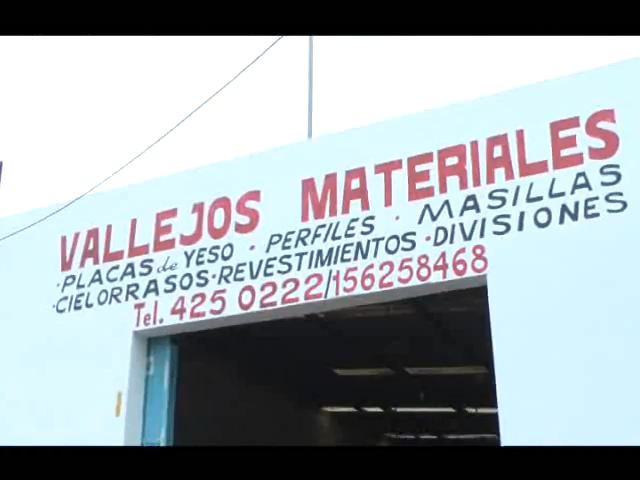 VALLEJOS MATERIALES
·PLACAS de YESO · PERFILES · MASILLAS
·CIELORRASOS·REVESTIMIENTOS·DIVISIONES
Tel. 425 0222/156258468